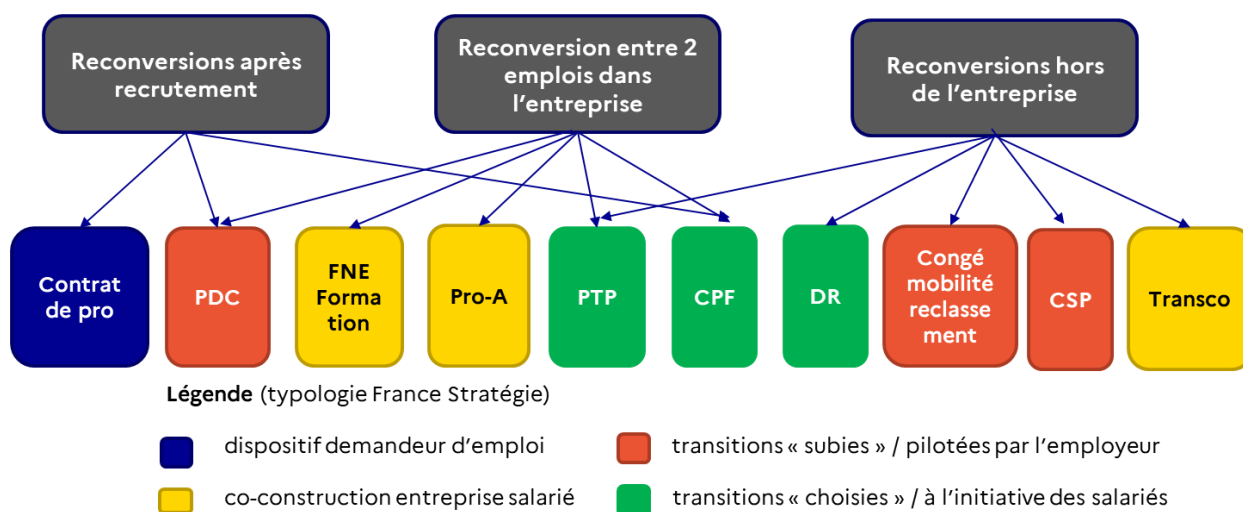 Reconversions après
recrutement
Reconversion entre 2
emplois dans
l'entreprise
Reconversions hors
de l'entreprise
Contrat
de pro
PDC
FNE
Forma
tion
Pro-A
PTP
CPF
DR
Congé
mobilité
reclasse
ment
CSP
Transco
Légende (typologie France Stratégie)
dispositif demandeur d'emploi
transitions « subies » / pilotées par l'employeur
co-construction entreprise salarié
transitions « choisies » / à l'initiative des salariés